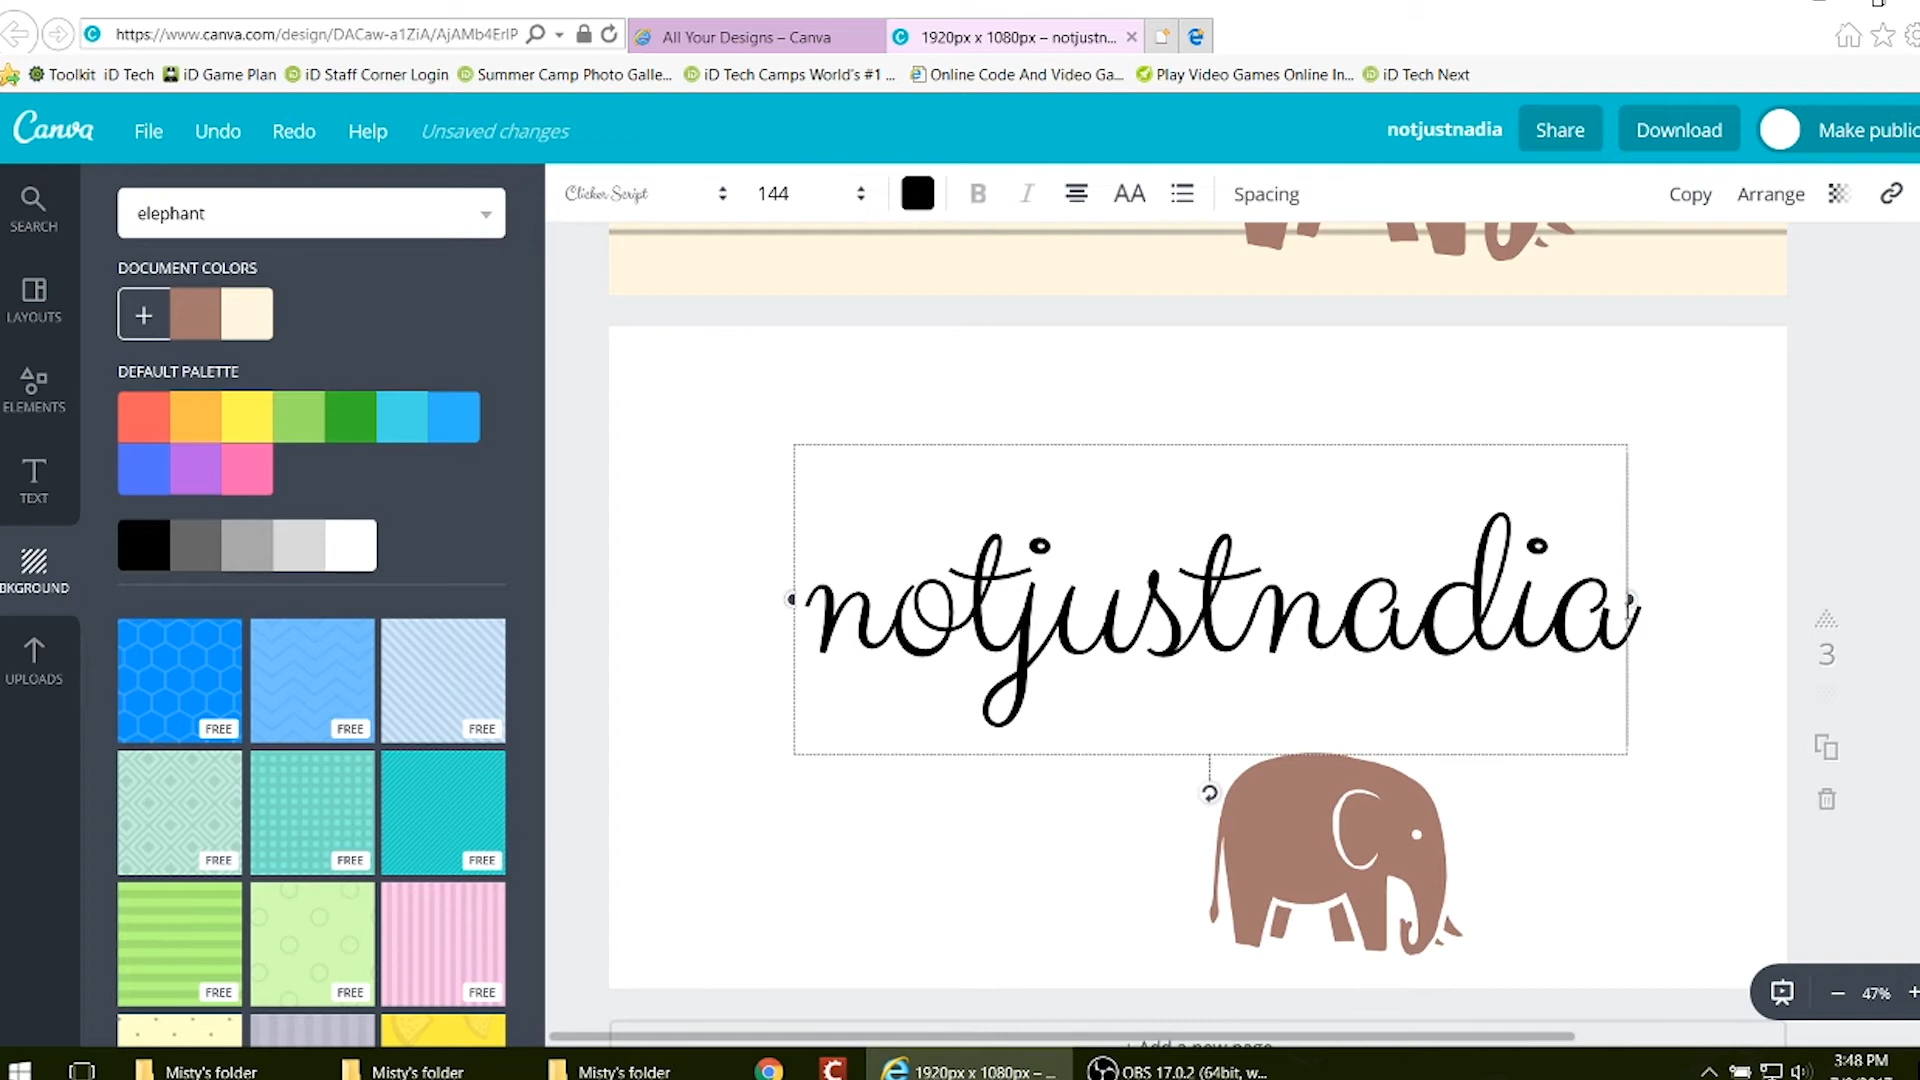 https://www.canva.com/design/DACaw-a1ZiA/AjAMb4ErlP
All Your Designs – Canva
1920px x 1080px – notjustn...
Toolkit
iD Tech
iD Game Plan
iD Staff Corner Login
Summer Camp Photo Galle...
iD Tech Camps World's #1 ...
Online Code And Video Ga...
Play Video Games Online In...
iD Tech Next
Canva
File
Undo
Redo
Help
Unsaved changes
notjustnadia
Share
Download
Make public
SEARCH
LAYOUTS
ELEMENTS
TEXT
BKGROUND
UPLOADS
elephant
DOCUMENT COLORS
+
DEFAULT PALETTE
FREE
FREE
FREE
FREE
FREE
FREE
FREE
FREE
FREE
Clicker Script
144
B
I
AA
Spacing
Copy
Arrange
notjustnadia
3
47%
+ Add a new page
Misty's folder
Misty's folder
Misty's folder
1920px x 1080px – ...
OBS 17.0.2 (64bit, w...
3:48 PM